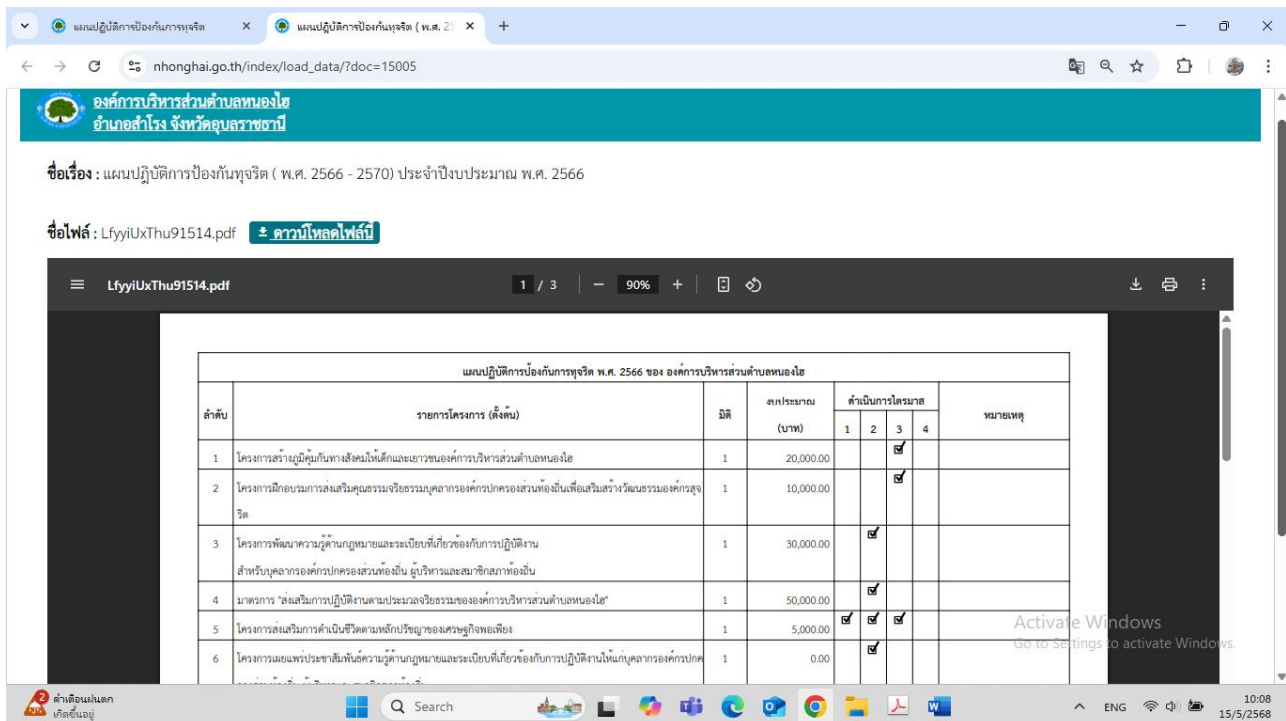 แผนปฏิบัติการป้องกันการทุจริต
แผนปฏิบัติการป้องกันทุจริต ( พ.ศ. 25
nhonghai.go.th/index/load_data/?doc=15005
องค์การบริหารส่วนตำบลหนองไฮ
อำเภอสำโรง จังหวัดอุบลราชธานี
ชื่อเรื่อง : แผนปฏิบัติการป้องกันทุจริต ( พ.ศ. 2566 - 2570) ประจำปีงบประมาณ พ.ศ. 2566
ชื่อไฟล์ : LfyyiUxThu91514.pdf ดาวน์โหลดไฟล์นี้
LfyyiUxThu91514.pdf 1 / 3 90%
แผนปฏิบัติการป้องกันการทุจริต พ.ศ. 2566 ของ องค์การบริหารส่วนตำบลหนองไฮ
ลำดับ รายการโครงการ (ตั้งต้น) มิติ งบประมาณ (บาท) ดำเนินการไตรมาส หมายเหตุ
1 2 3 4
1 โครงการสร้างภูมิคุ้มกันทางสังคมให้เด็กและเยาวชนองค์การบริหารส่วนตำบลหนองไฮ 1 20,000.00
2 โครงการฝึกอบรมการส่งเสริมคุณธรรมจริยธรรมบุคลากรองค์กรปกครองส่วนท้องถิ่นเพื่อเสริมสร้างวัฒนธรรมองค์กรสุจ 1 10,000.00
ริต
3 โครงการพัฒนาความรู้ด้านกฎหมายและระเบียบที่เกี่ยวข้องกับการปฏิบัติงาน 1 30,000.00
สำหรับบุคลากรองค์กรปกครองส่วนท้องถิ่น ผู้บริหารและสมาชิกสภาท้องถิ่น
4 มาตรการ "ส่งเสริมการปฏิบัติงานตามประมวลจริยธรรมขององค์การบริหารส่วนตำบลหนองไฮ" 1 50,000.00
5 โครงการส่งเสริมการดำเนินชีวิตตามหลักปรัชญาของเศรษฐกิจพอเพียง 1 5,000.00
6 โครงการเผยแพร่ประชาสัมพันธ์ความรู้ด้านกฎหมายและระเบียบที่เกี่ยวข้องกับการปฏิบัติงานให้แก่บุคลากรองค์กรปกค 1 0.00
Activate Windows
Go to Settings to activate Windows.
2 คำเตือนฝนตก
เกิดขึ้นอยู่
Search
ENG
10:08
15/5/2568